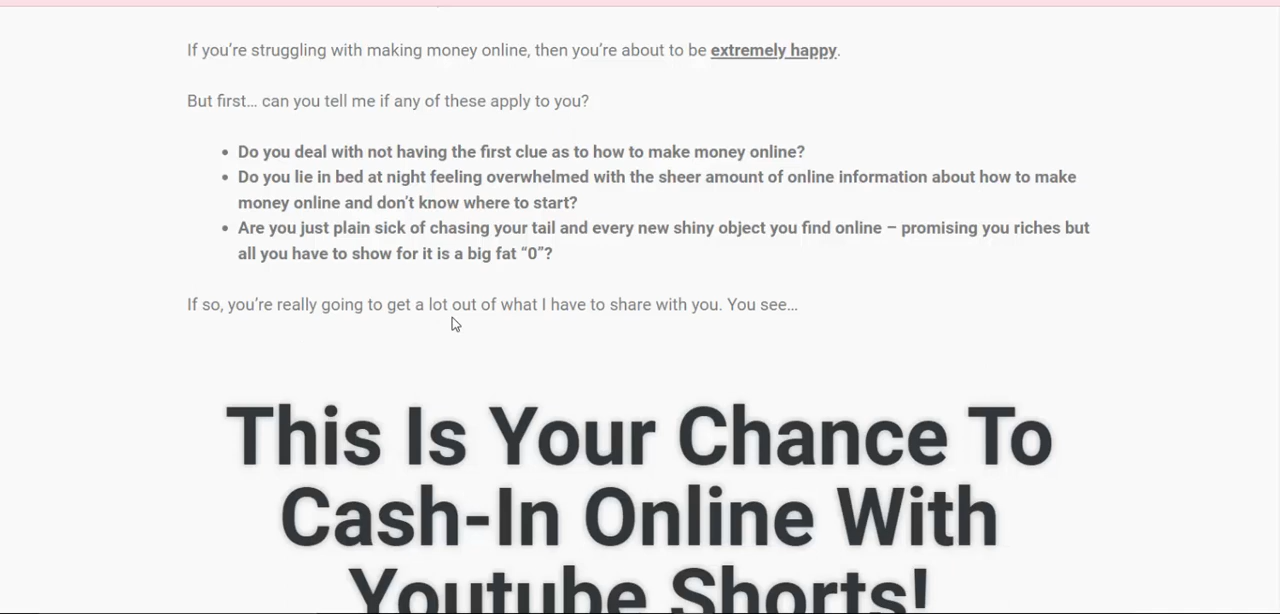 If you’re struggling with making money online, then you’re about to be extremely happy.
But first… can you tell me if any of these apply to you?
• Do you deal with not having the first clue as to how to make money online?
• Do you lie in bed at night feeling overwhelmed with the sheer amount of online information about how to make
money online and don’t know where to start?
• Are you just plain sick of chasing your tail and every new shiny object you find online – promising you riches but
all you have to show for it is a big fat “0”?
If so, you’re really going to get a lot out of what I have to share with you. You see…
This Is Your Chance To
Cash-In Online With
Youtube Shorts!